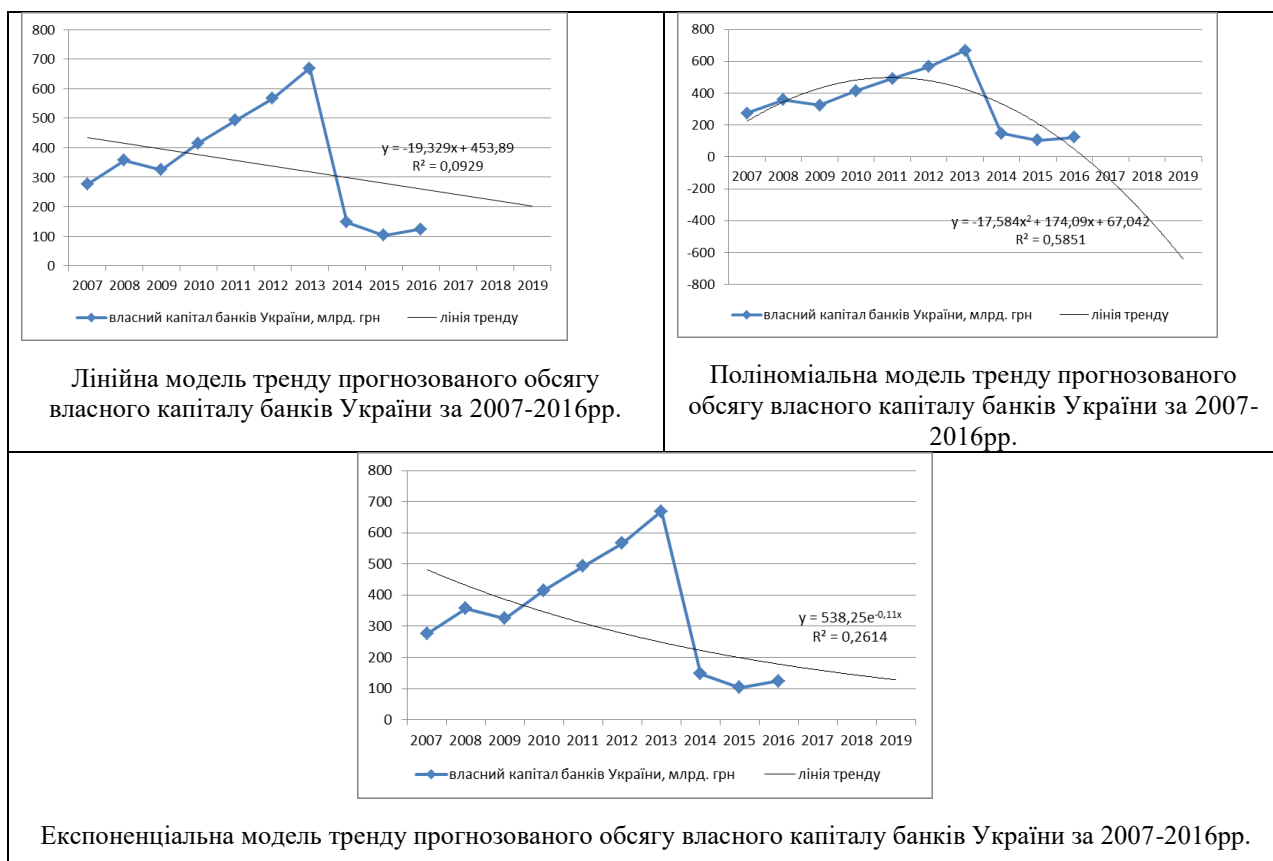 800
700
600
500
400
300
200
100
0
y = -19,329x + 453,89
R² = 0,0929
2007 2008 2009 2010 2011 2012 2013 2014 2015 2016 2017 2018 2019
власний капітал банків України, млрд. грн лінія тренду
Лінійна модель тренду прогнозованого обсягу
власного капіталу банків України за 2007-2016рр.
800
600
400
200
0
-200
-400
-600
-800
2007 2008 2009 2010 2011 2012 2013 2014 2015 2016 2017 2018 2019
y = -17,584x² + 174,09x + 67,042
R² = 0,5851
власний капітал банків України, млрд. грн лінія тренду
Поліноміальна модель тренду прогнозованого
обсягу власного капіталу банків України за 2007-
2016рр.
800
700
600
500
400
300
200
100
0
y = 538,25e^-0,11x
R² = 0,2614
2007 2008 2009 2010 2011 2012 2013 2014 2015 2016 2017 2018 2019
власний капітал банків України, млрд. грн лінія тренду
Експоненціальна модель тренду прогнозованого обсягу власного капіталу банків України за 2007-2016рр.